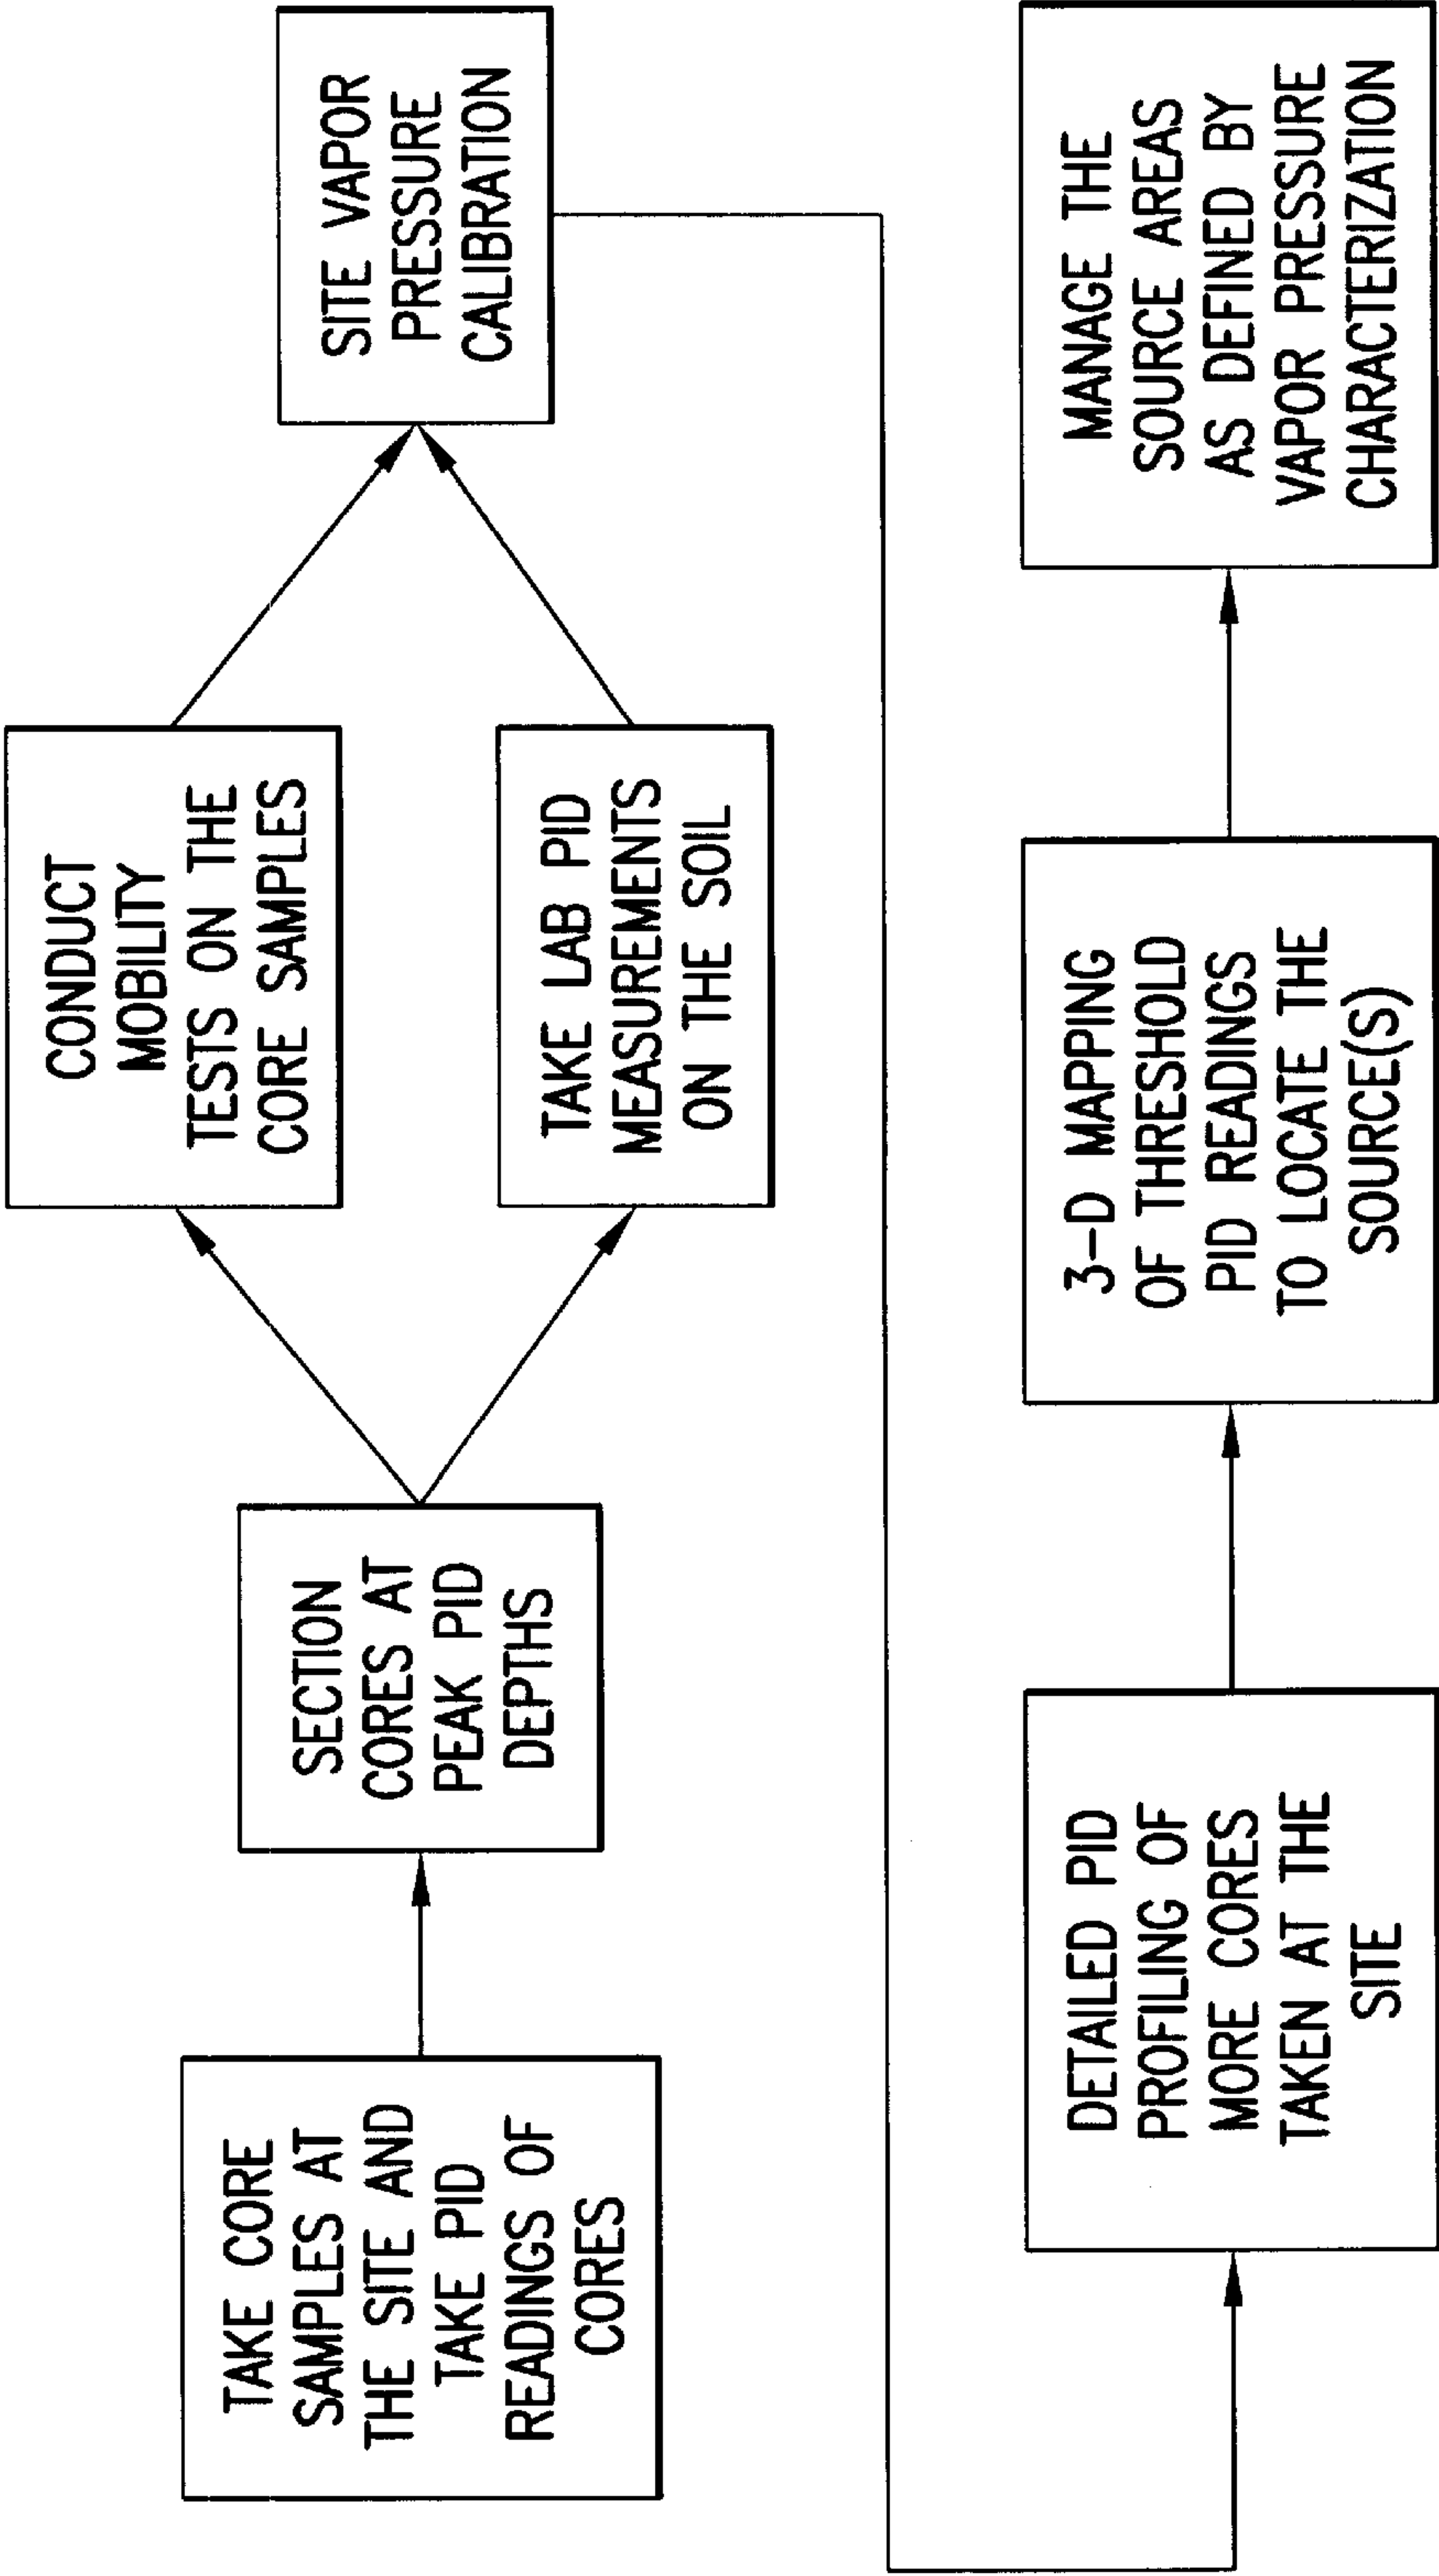 TAKE CORE
SAMPLES AT
THE SITE AND
TAKE PID
READINGS OF
CORES
SECTION
CORES AT
PEAK PID
DEPTHS
CONDUCT
MOBILITY
TESTS ON THE
CORE SAMPLES
TAKE LAB PID
MEASUREMENTS
ON THE SOIL
SITE VAPOR
PRESSURE
CALIBRATION
DETAILED PID
PROFILING OF
MORE CORES
TAKEN AT THE
SITE
3-D MAPPING
OF THRESHOLD
PID READINGS
TO LOCATE THE
SOURCE(S)
MANAGE THE
SOURCE AREAS
AS DEFINED BY
VAPOR PRESSURE
CHARACTERIZATION